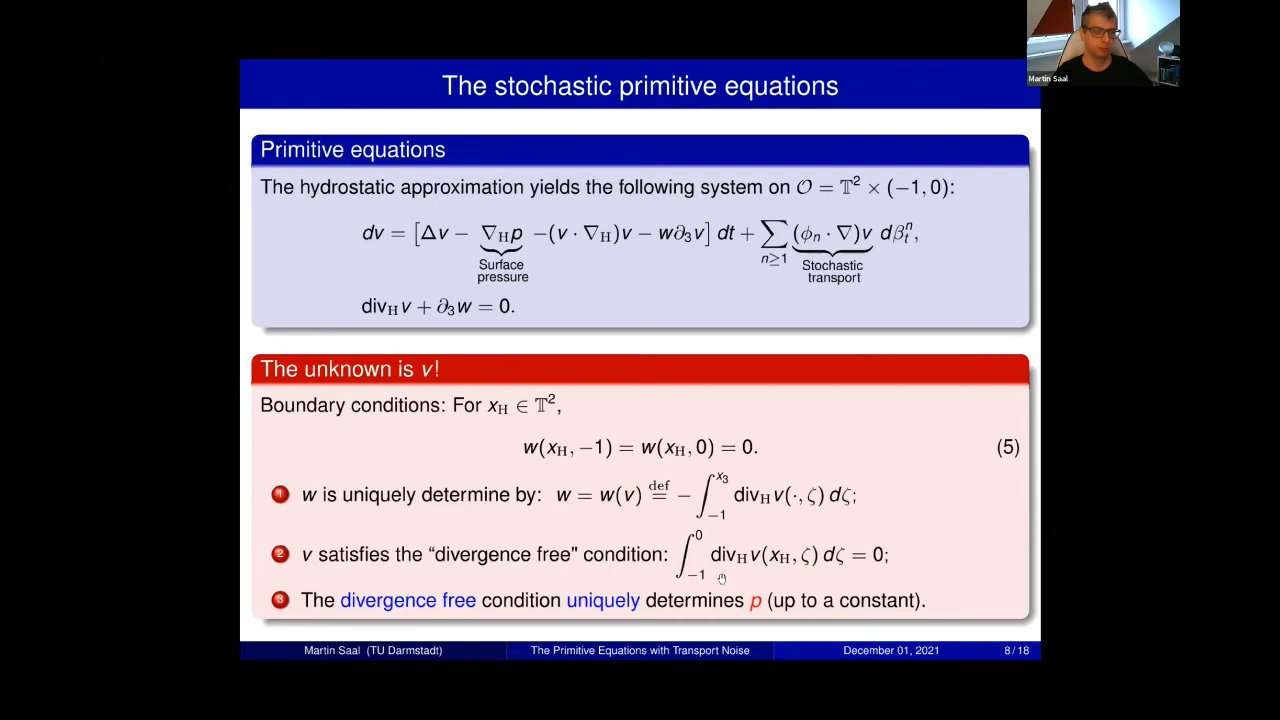 Martin Saal
The stochastic primitive equations
Primitive equations
The hydrostatic approximation yields the following system on 𝒪 = 𝕋² × (−1, 0):
dv = [Δv − ∇_H p −(v · ∇_H)v − w∂₃v] dt + ∑_{n≥1} (ϕₙ · ∇)v dβₜⁿ,
Surface pressure
Stochastic transport
div_H v + ∂₃w = 0.
The unknown is v!
Boundary conditions: For x_H ∈ 𝕋²,
w(x_H, −1) = w(x_H, 0) = 0. (5)
1 w is uniquely determine by: w = w(v) def= − ∫_{−1}^{x₃} div_H v(·, ζ) dζ;
2 v satisfies the “divergence free” condition: ∫_{−1}^{0} div_H v(x_H, ζ) dζ = 0;
3 The divergence free condition uniquely determines p (up to a constant).
Martin Saal (TU Darmstadt) The Primitive Equations with Transport Noise December 01, 2021 8 / 18